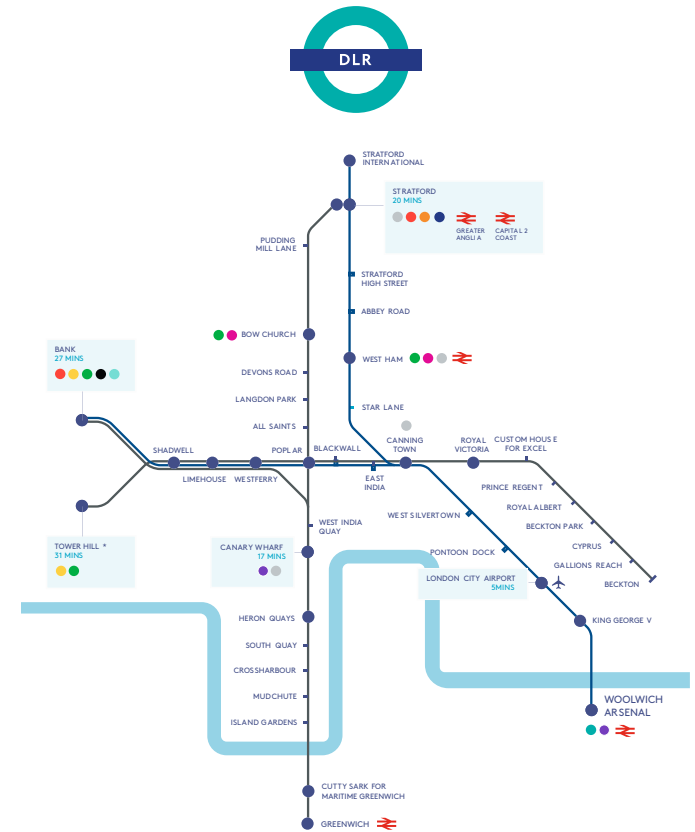 DLR
STRATFORD
INTERNATIONAL
STRATFORD
20 MINS
GREATER
ANGLIA
CAPITAL 2
COAST
PUDDING
MILL LANE
STRATFORD
HIGH STREET
ABBEY ROAD
BOW CHURCH
WEST HAM
BANK
27 MINS
DEVONS ROAD
LANGDON PARK
STAR LANE
ALL SAINTS
SHADWELL
LIMEHOUSE
WESTFERRY
POPLAR
BLACKWALL
EAST
INDIA
CANNING
TOWN
ROYAL
VICTORIA
CUSTOM HOUSE
FOR EXCEL
PRINCE REGENT
ROYAL ALBERT
BECKTON PARK
CYPRUS
GALLIONS REACH
BECKTON
WEST SILVERTOWN
PONTOON DOCK
LONDON CITY AIRPORT
5MINS
KING GEORGE V
WOOLWICH
ARSENAL
TOWER HILL *
31 MINS
WEST INDIA
QUAY
CANARY WHARF
17 MINS
HERON QUAYS
SOUTH QUAY
CROSSHARBOUR
MUDCHUTE
ISLAND GARDENS
CUTTY SARK FOR
MARITIME GREENWICH
GREENWICH